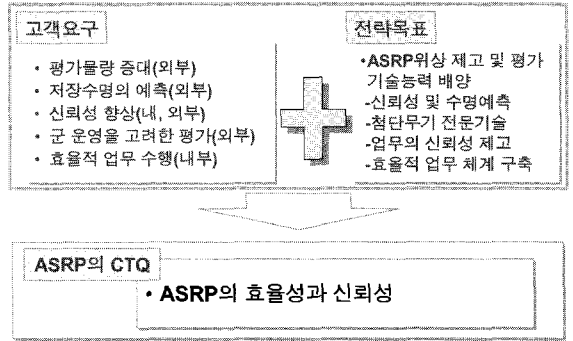 고객요구
• 평가물량 증대(외부)
• 저장수명의 예측(외부)
• 신뢰성 향상(내, 외부)
• 군 운영을 고려한 평가(외부)
• 효율적 업무 수행(내부)
전략목표
•ASRP위상 제고 및 평가
기술능력 배양
-신뢰성 및 수명예측
-첨단무기 전문기술
-업무의 신뢰성 제고
-효율적 업무 체계 구축
ASRP의 CTQ
• ASRP의 효율성과 신뢰성